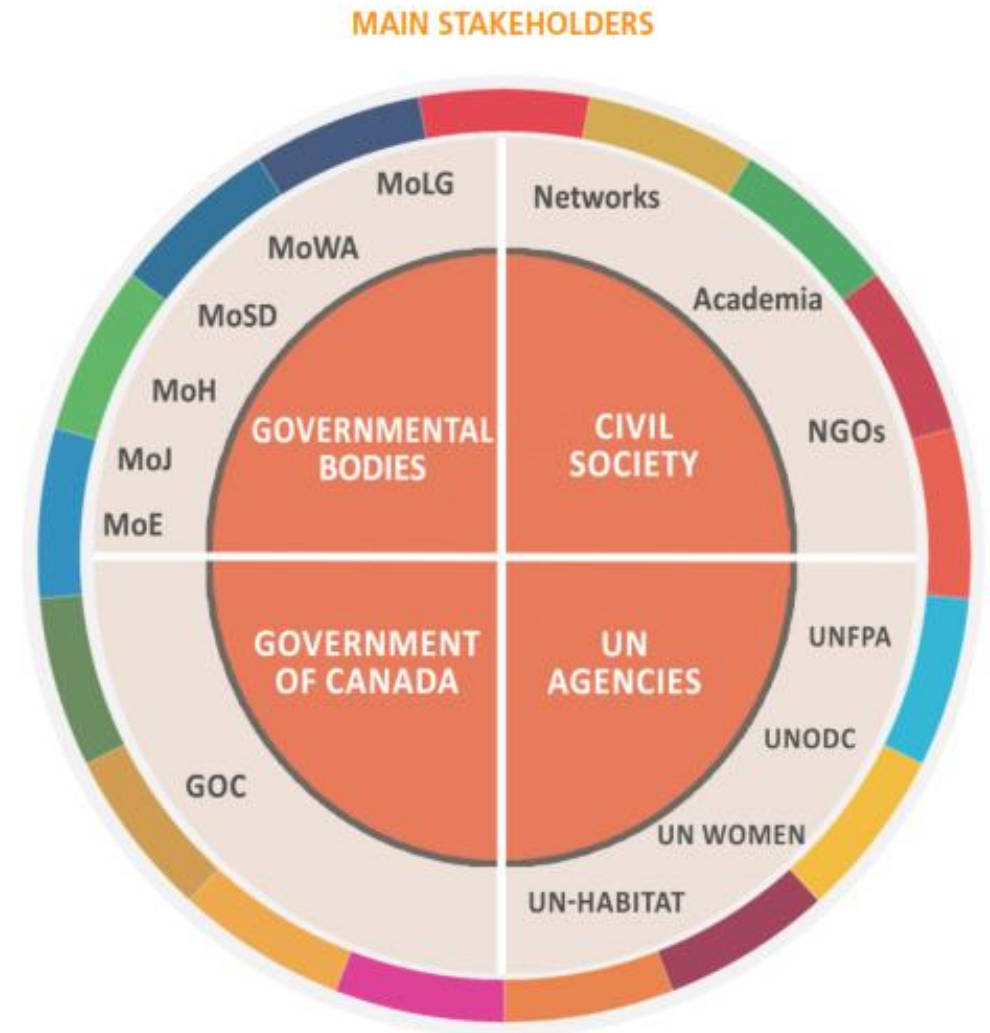 MAIN STAKEHOLDERS
MoLG
MoWA
MoSD
MoH
MoJ
MoE
GOVERNMENTAL
BODIES
Networks
Academia
NGOs
CIVIL
SOCIETY
GOVERNMENT
OF CANADA
GOC
UN
AGENCIES
UNFPA
UNODC
UN WOMEN
UN-HABITAT